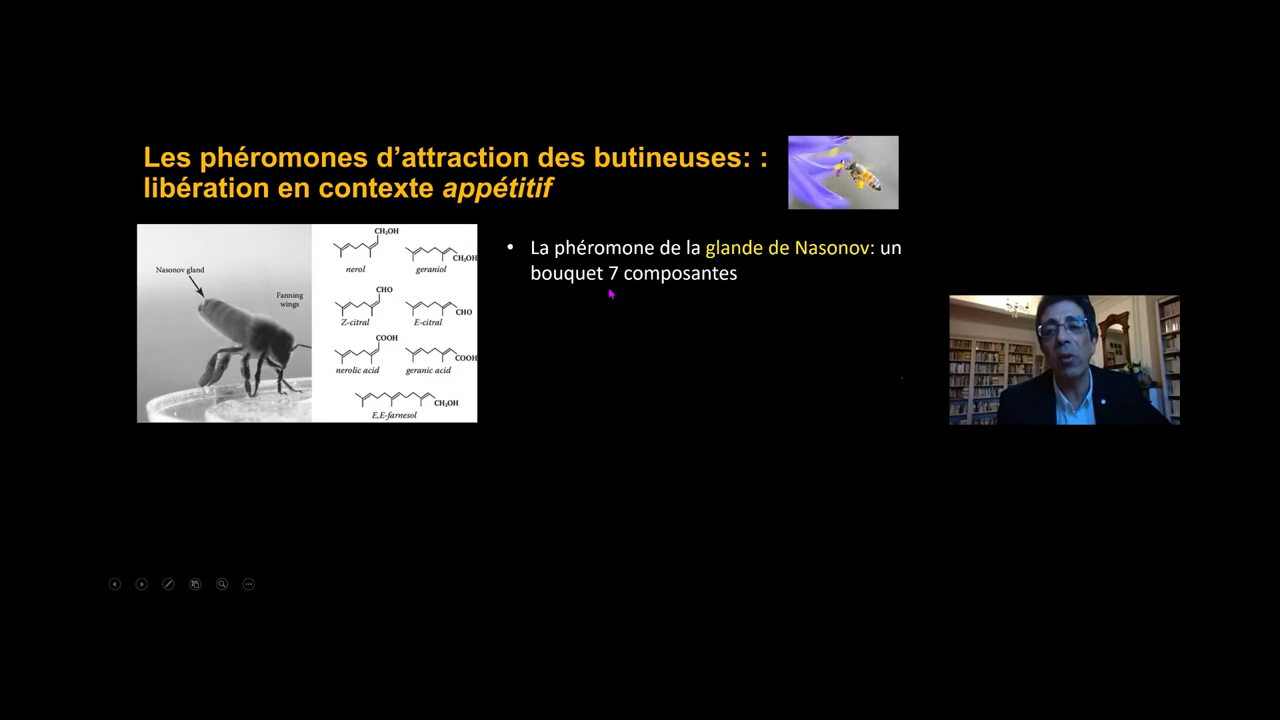 Les phéromones d’attraction des butineuses: :
libération en contexte appétitif
Nasonov gland
Fanning
wings
CH₂OH
nerol
CH₂OH
geraniol
CHO
Z-citral
CHO
E-citral
COOH
nerolic acid
COOH
geranic acid
CH₂OH
E,E-farnesol
• La phéromone de la glande de Nasonov: un
bouquet 7 composantes